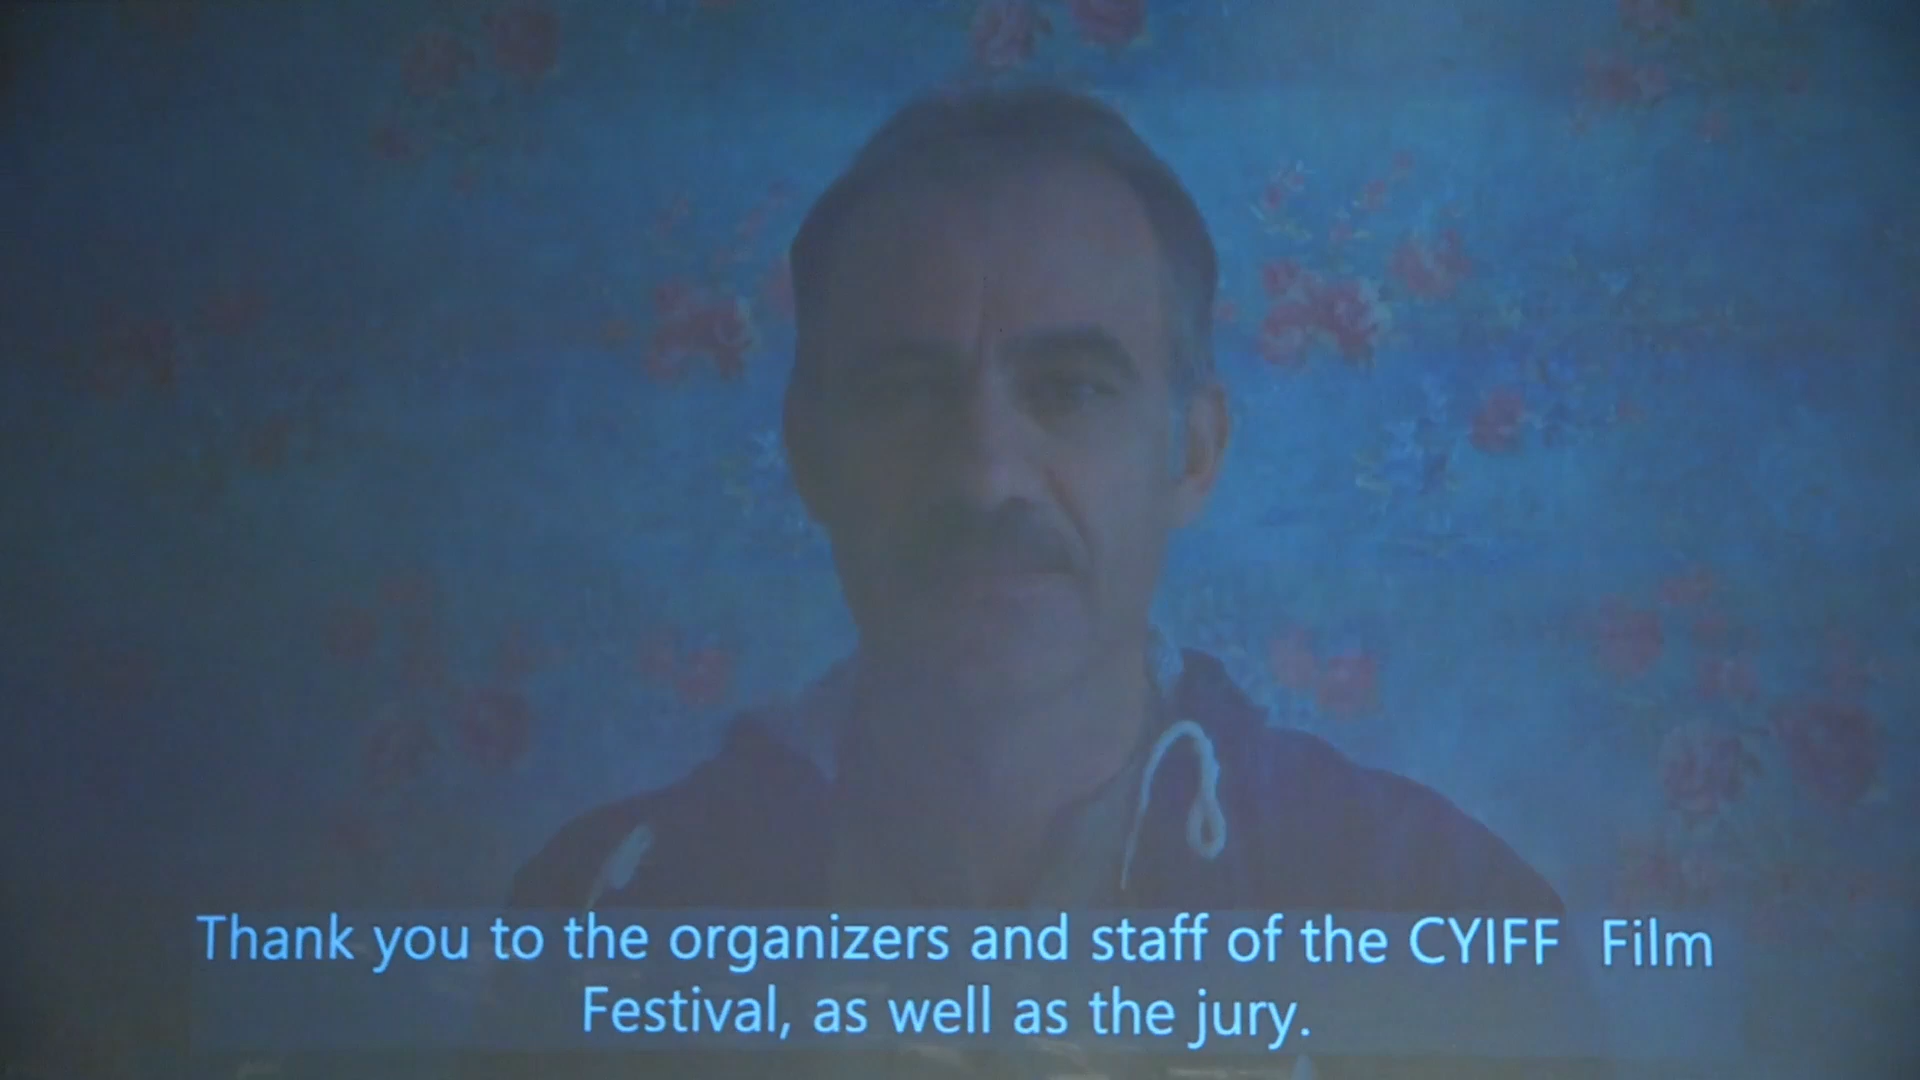 Thank you to the organizers and staff of the CYIFF Film
Festival, as well as the jury.